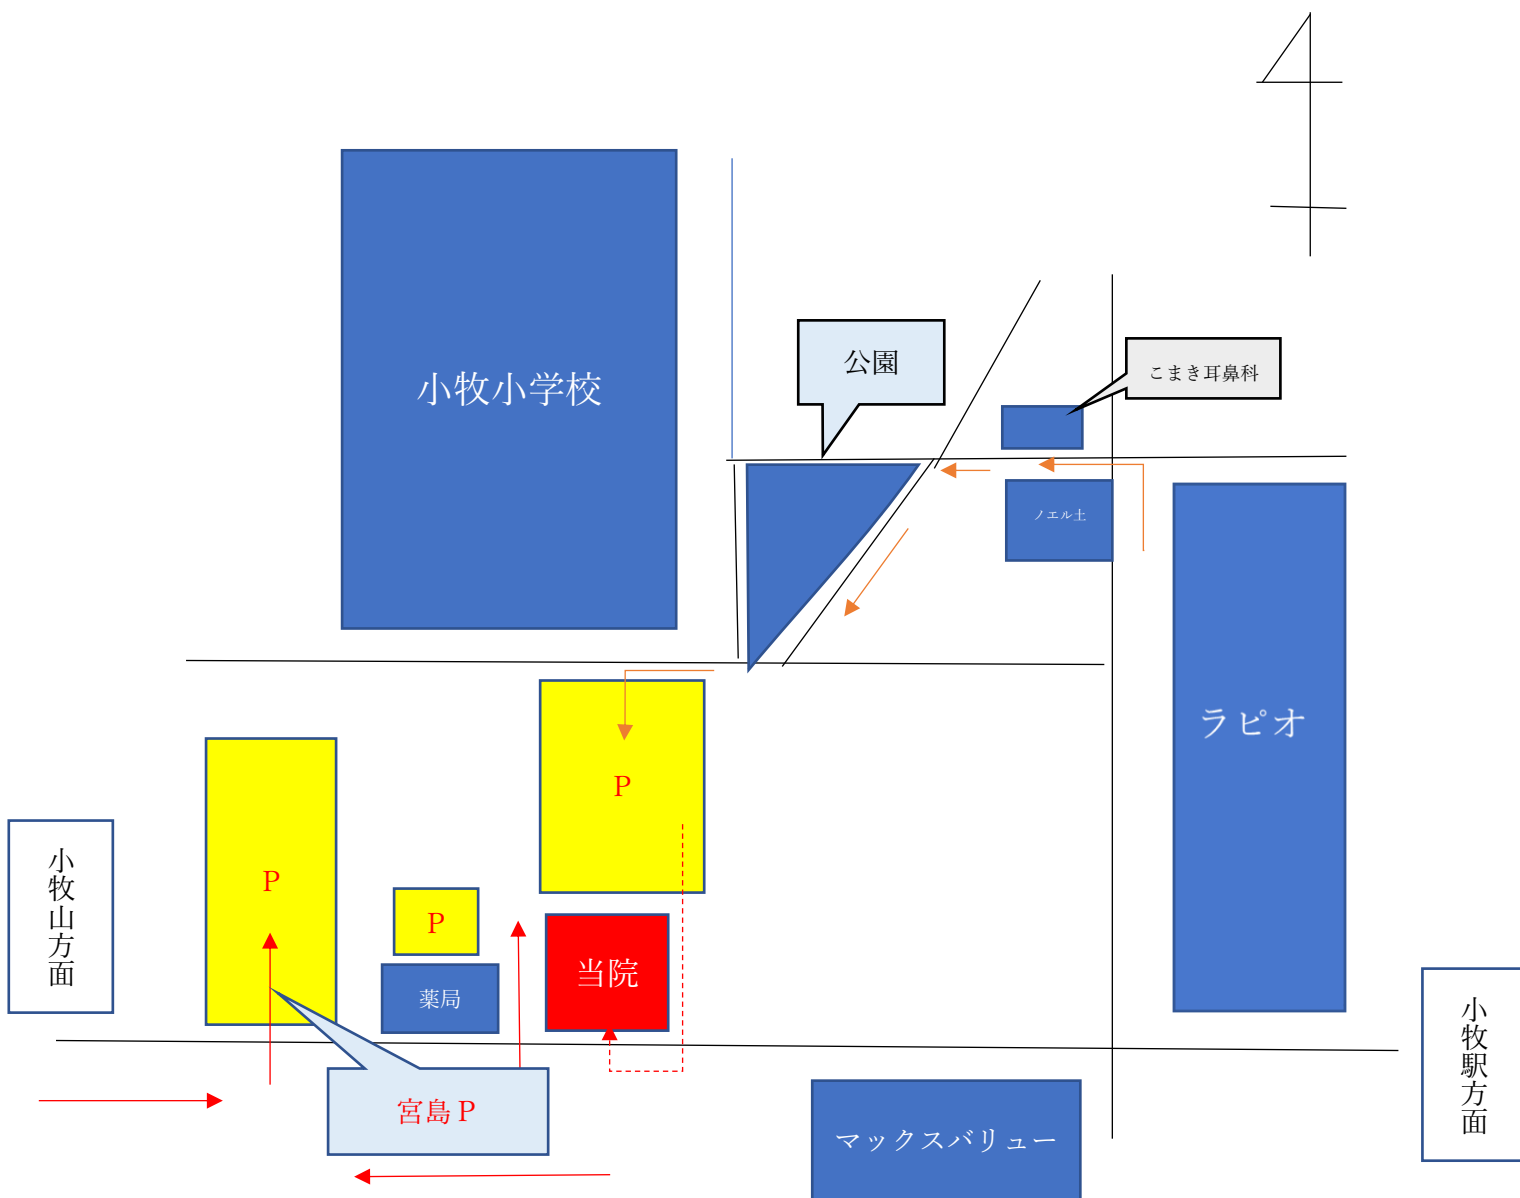 公園
こまき耳鼻科
小牧小学校
ノエル土
ラピオ
P
P
P
小牧山方面
当院
薬局
小牧駅方面
宮島P
マックスバリュー